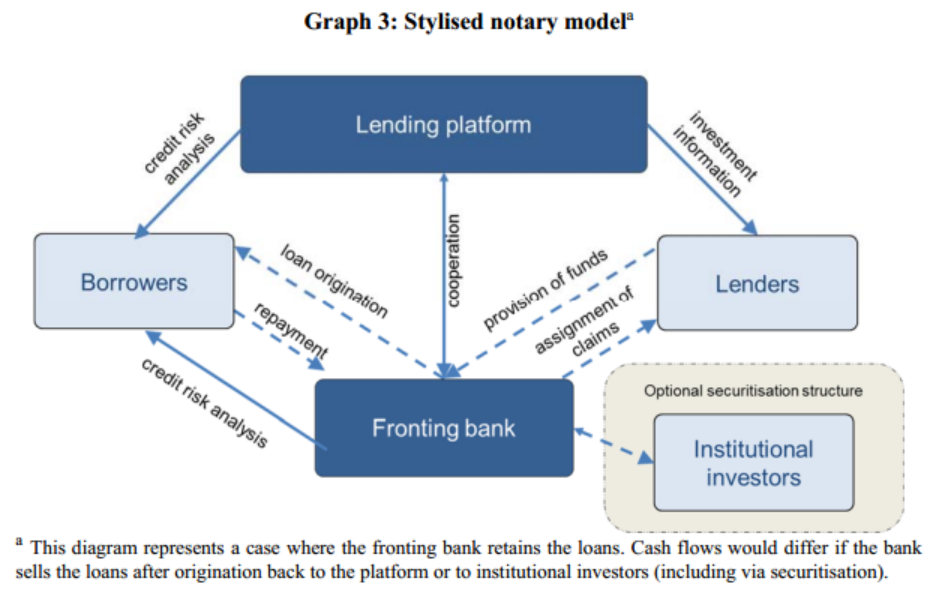 Graph 3: Stylised notary modelᵃ
Lending platform
credit risk
analysis
investment
information
cooperation
Borrowers
loan origination
provision of funds
Lenders
repayment
assignment of
claims
credit risk analysis
Fronting bank
Optional securitisation structure
Institutional
investors
ᵃ This diagram represents a case where the fronting bank retains the loans. Cash flows would differ if the bank
sells the loans after origination back to the platform or to institutional investors (including via securitisation).